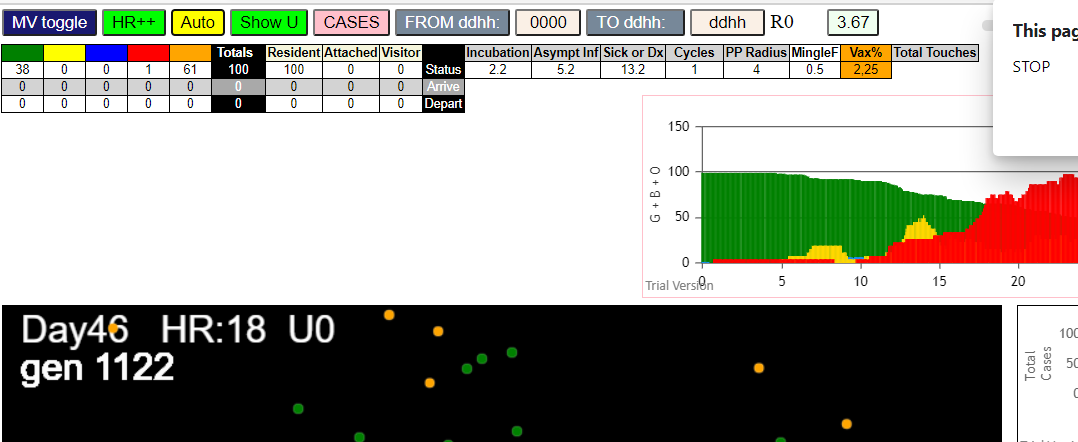 MV toggle HR++ Auto Show U CASES FROM ddhh: 0000 TO ddhh: ddhh R0 3.67
This pag
STOP
Totals Resident Attached Visitor Incubation Asympt Inf Sick or Dx Cycles PP Radius MingleF Vax% Total Touches
38 0 0 1 61 100 100 0 0 Status 2.2 5.2 13.2 1 4 0.5 2.25
0 0 0 0 0 0 0 0 0 Arrive
0 0 0 0 0 0 0 0 0 Depart
150
100
50
0
G + B + O
0 5 10 15 20
Trial Version
Day46 HR:18 U0
gen 1122
Total
Cases
100
50
0